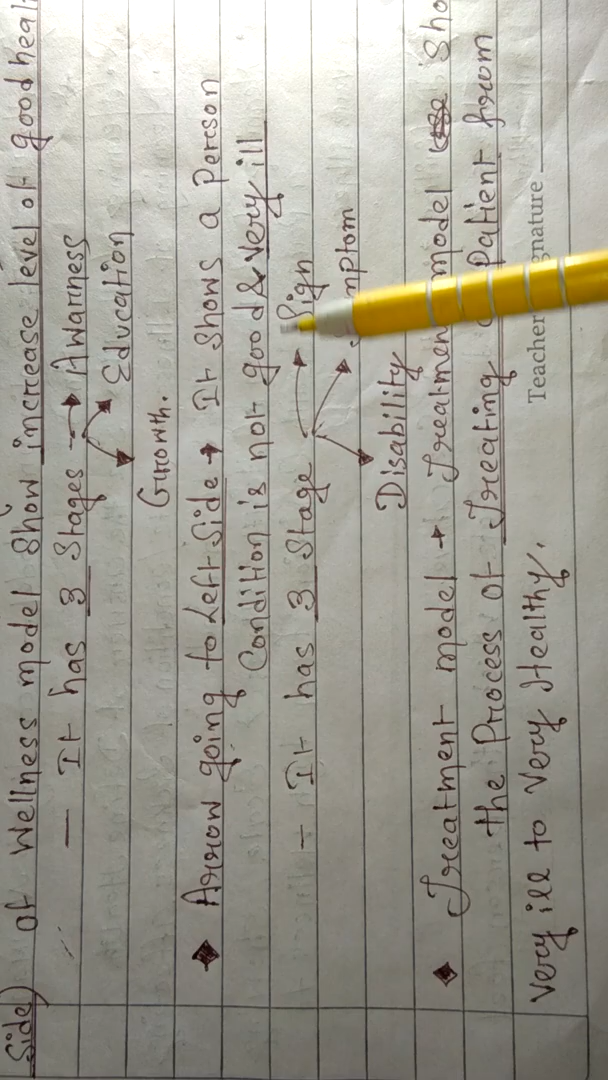 Side) of Wellness model show increase level of good healt
- It has 3 Stages → Awarness
Education
Growth.
◆ Arrow going to Left Side → It shows a Person
Condition is not good & very ill
- It has 3 Stage Sign
mptom
Disability
◆ Treatment model → Treatment model Sho
the Process of Treating Patient from
Very ill to Very Healthy.
Teacher gnature